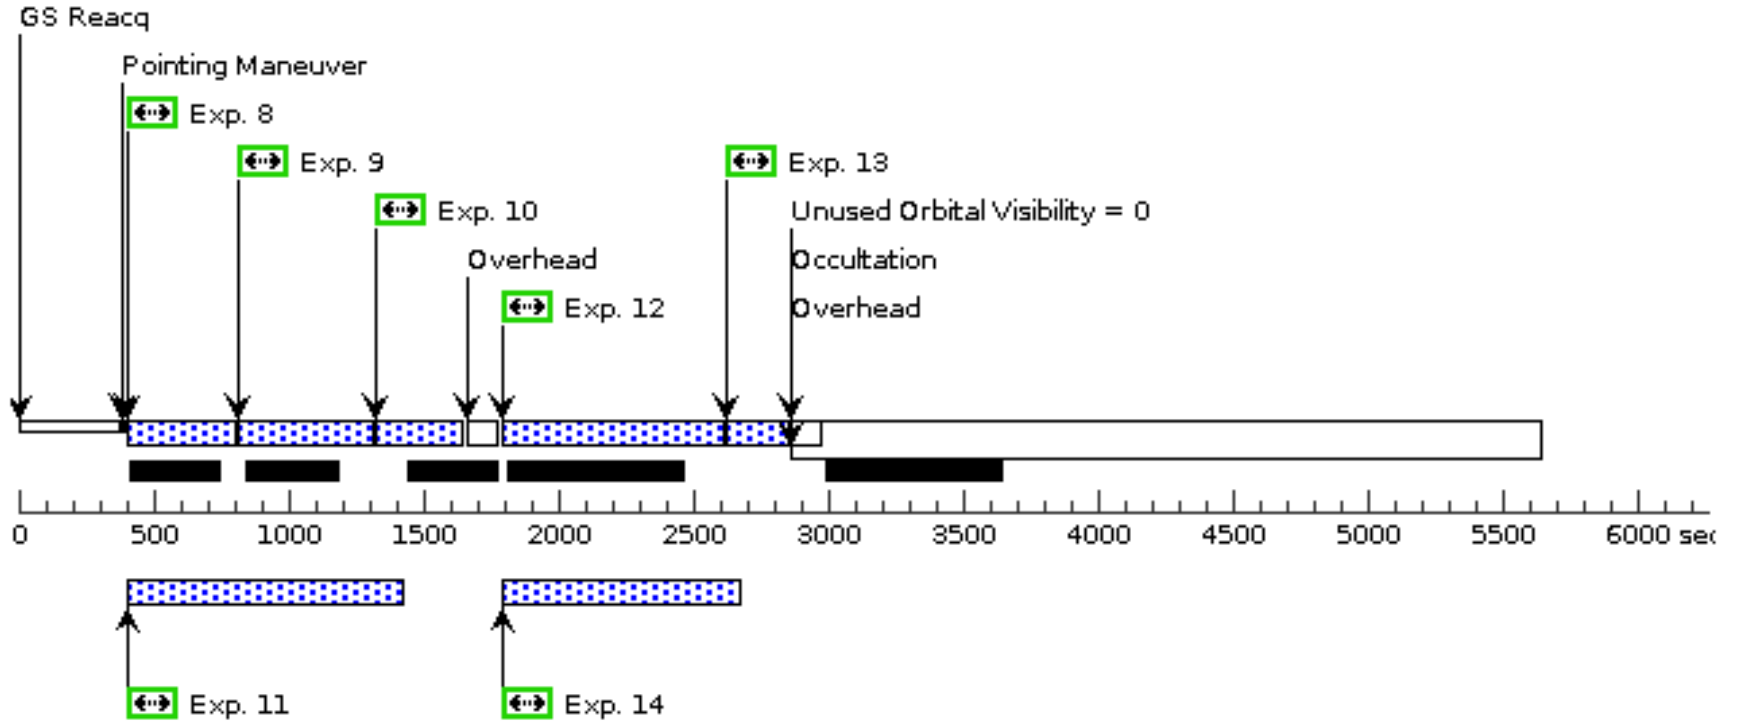 GS Reacq
Pointing Maneuver
Exp. 8
Exp. 9
Exp. 13
Exp. 10
Unused Orbital Visibility = 0
Overhead
Occultation
Exp. 12
Overhead
0 500 1000 1500 2000 2500 3000 3500 4000 4500 5000 5500 6000 sec
Exp. 11
Exp. 14